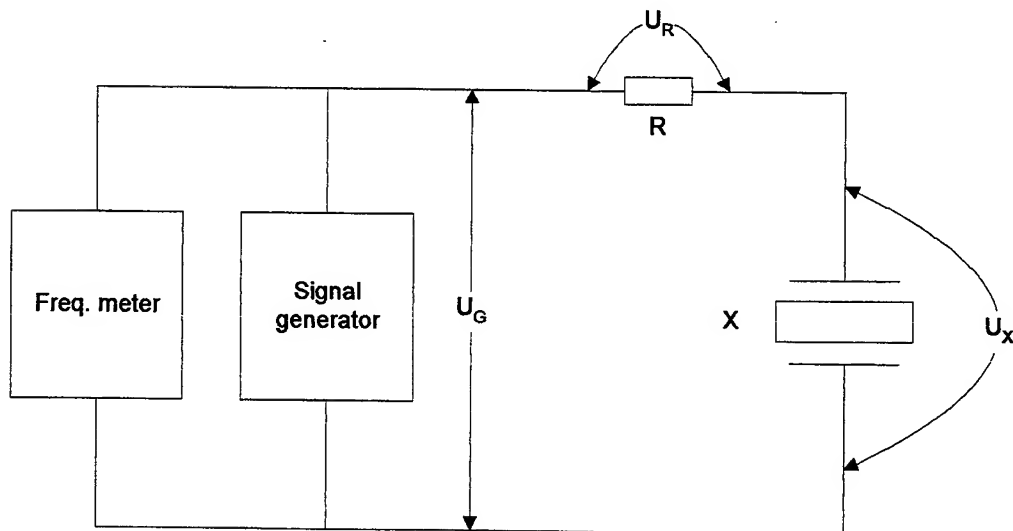 U_R
R
Freq. meter
Signal
generator
U_G
X
U_X